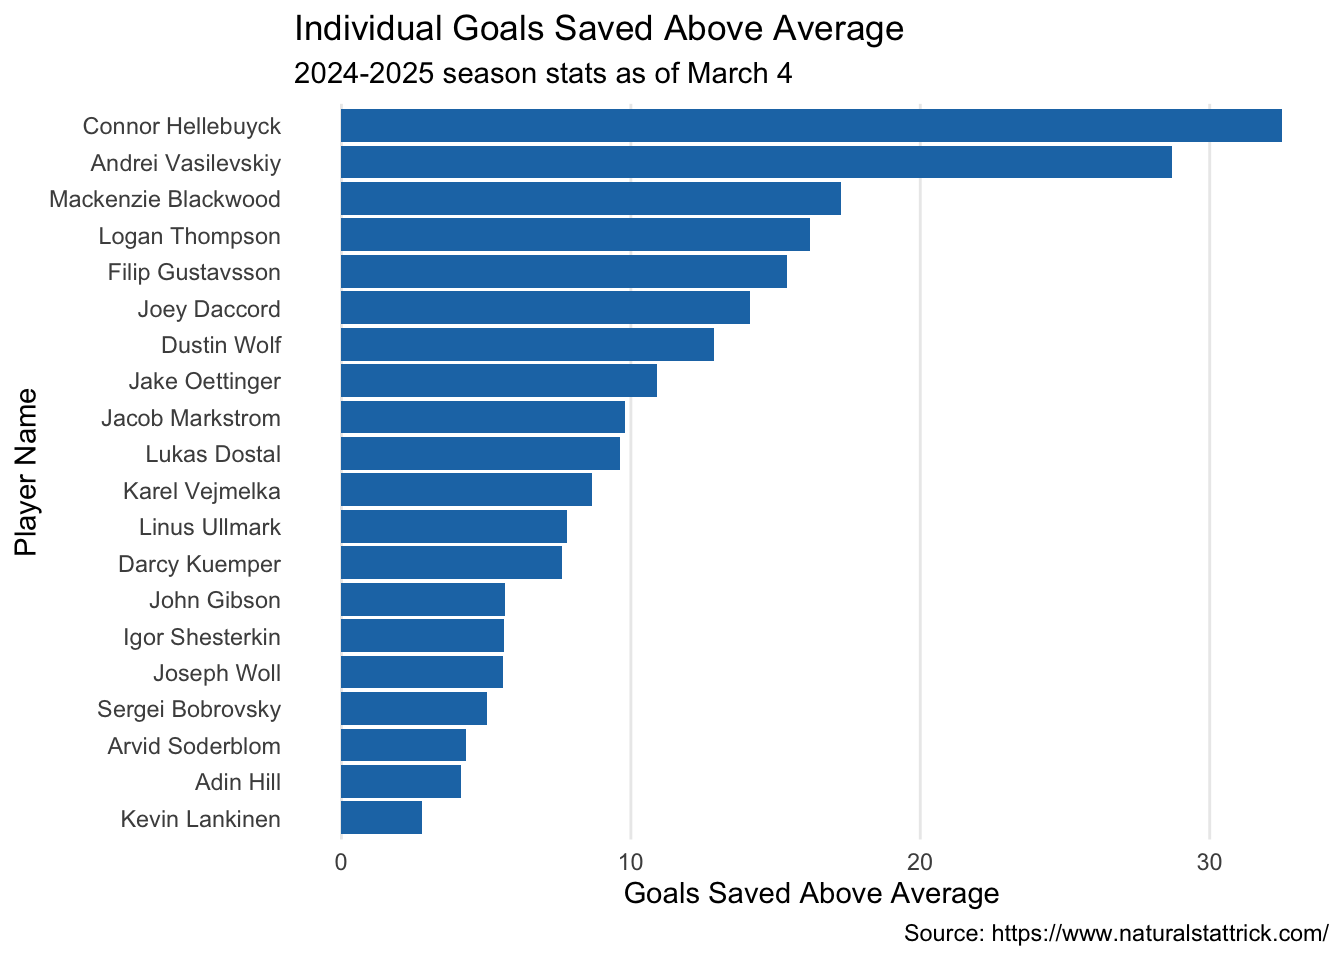 Individual Goals Saved Above Average
2024-2025 season stats as of March 4
Player Name
Connor Hellebuyck
Andrei Vasilevskiy
Mackenzie Blackwood
Logan Thompson
Filip Gustavsson
Joey Daccord
Dustin Wolf
Jake Oettinger
Jacob Markstrom
Lukas Dostal
Karel Vejmelka
Linus Ullmark
Darcy Kuemper
John Gibson
Igor Shesterkin
Joseph Woll
Sergei Bobrovsky
Arvid Soderblom
Adin Hill
Kevin Lankinen
0 10 20 30
Goals Saved Above Average
Source: https://www.naturalstattrick.com/